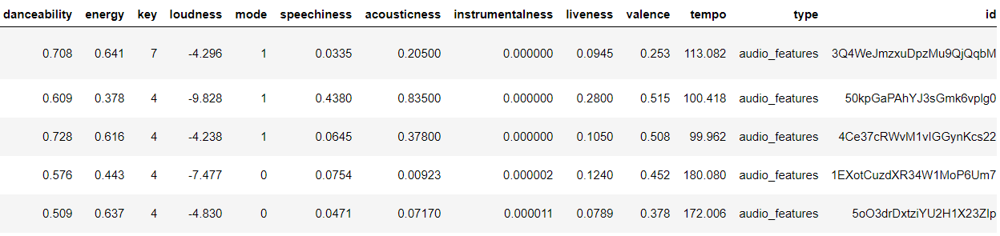 danceability energy key loudness mode speechiness acousticness instrumentalness liveness valence tempo type id
0.708 0.641 7 -4.296 1 0.0335 0.20500 0.000000 0.0945 0.253 113.082 audio_features 3Q4WeJmzxuDpzMu9QjQqbM
0.609 0.378 4 -9.828 1 0.4380 0.83500 0.000000 0.2800 0.515 100.418 audio_features 50kpGaPAhYJ3sGmk6vplg0
0.728 0.616 4 -4.238 1 0.0645 0.37800 0.000000 0.1050 0.508 99.962 audio_features 4Ce37cRWvM1vIGGynKcs22
0.576 0.443 4 -7.477 0 0.0754 0.00923 0.000002 0.1240 0.452 180.080 audio_features 1EXotCuzdXR34W1MoP6Um7
0.509 0.637 4 -4.830 0 0.0471 0.07170 0.000011 0.0789 0.378 172.006 audio_features 5oO3drDxtziYU2H1X23ZIp